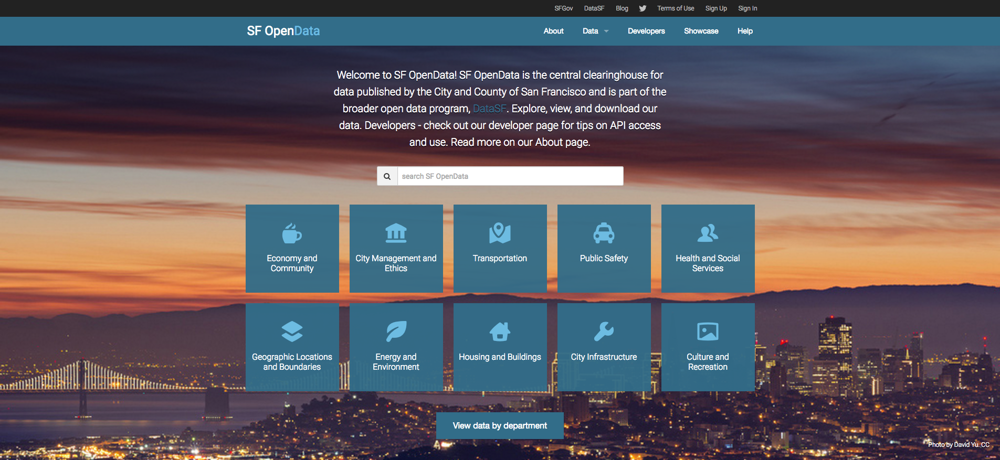 SFGov DataSF Blog Terms of Use Sign Up Sign In
SF OpenData About Data Developers Showcase Help
Welcome to SF OpenData! SF OpenData is the central clearinghouse for
data published by the City and County of San Francisco and is part of the
broader open data program, DataSF. Explore, view, and download our
data. Developers - check out our developer page for tips on API access
and use. Read more on our About page.
search SF OpenData
Economy and
Community
City Management and
Ethics
Transportation
Public Safety
Health and Social
Services
Geographic Locations
and Boundaries
Energy and
Environment
Housing and Buildings
City Infrastructure
Culture and
Recreation
View data by department
Photo by David Yu. CC